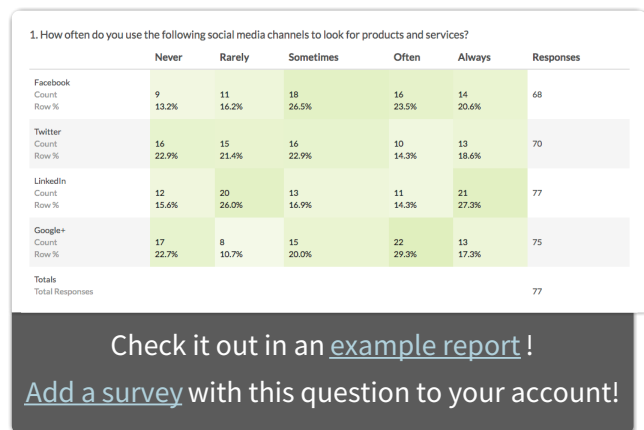 1. How often do you use the following social media channels to look for products and services?
Never Rarely Sometimes Often Always Responses
Facebook
Count 9 11 18 16 14 68
Row % 13.2% 16.2% 26.5% 23.5% 20.6%
Twitter
Count 16 15 16 10 13 70
Row % 22.9% 21.4% 22.9% 14.3% 18.6%
LinkedIn
Count 12 20 13 11 21 77
Row % 15.6% 26.0% 16.9% 14.3% 27.3%
Google+
Count 17 8 15 22 13 75
Row % 22.7% 10.7% 20.0% 29.3% 17.3%
Totals
Total Responses 77
Check it out in an example report !
Add a survey with this question to your account!